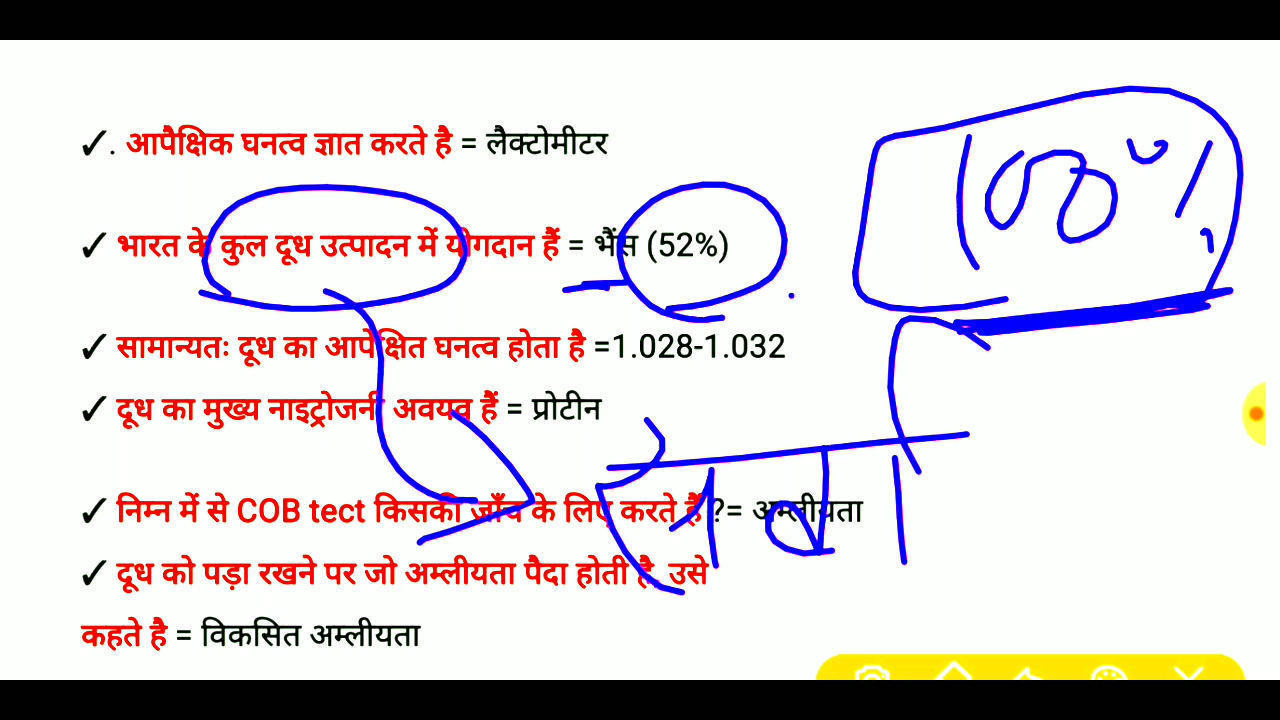 ✓. आपैक्षिक घनत्व ज्ञात करते है = लैक्टोमीटर
100%
✓ भारत के कुल दूध उत्पादन में योगदान हैं = भैंस (52%)
✓ सामान्यतः दूध का आपेक्षित घनत्व होता है =1.028-1.032
✓ दूध का मुख्य नाइट्रोजनी अवयव हैं = प्रोटीन
✓ निम्न में से COB tect किसकी जाँच के लिए करते हैं ?= अम्लीयता
✓ दूध को पड़ा रखने पर जो अम्लीयता पैदा होती है, उसे
कहते है = विकसित अम्लीयता